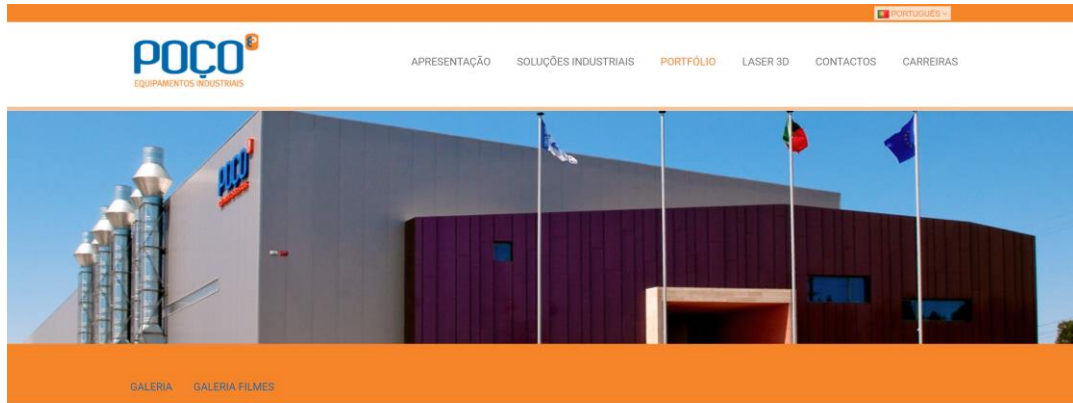 PORTUGUÊS
POÇO
EQUIPAMENTOS INDUSTRIAIS
APRESENTAÇÃO SOLUÇÕES INDUSTRIAIS PORTFÓLIO LASER 3D CONTACTOS CARREIRAS
POÇO
GALERIA GALERIA FILMES